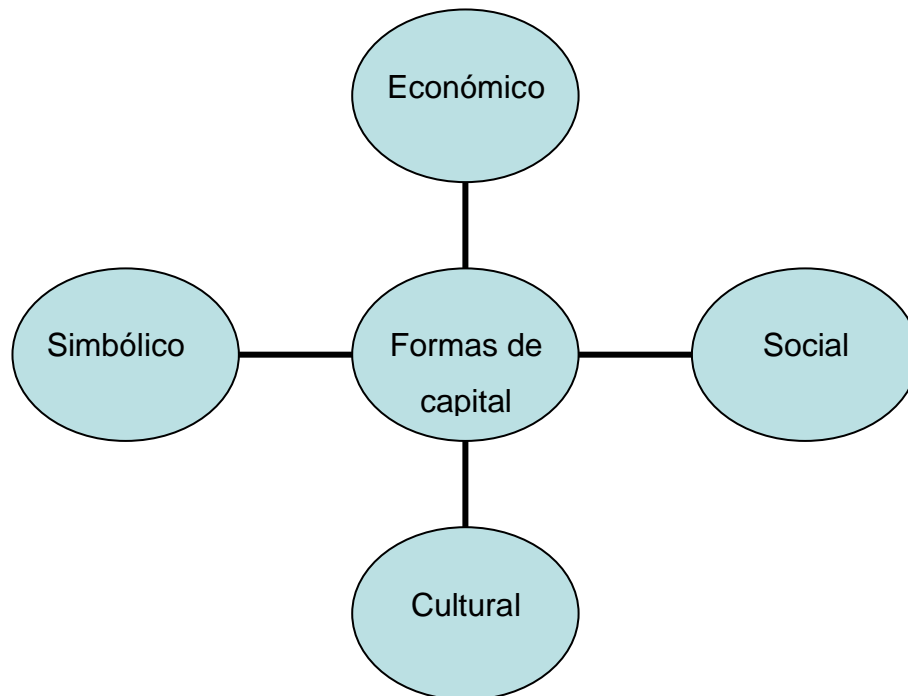 Económico
Simbólico
Formas de
capital
Social
Cultural